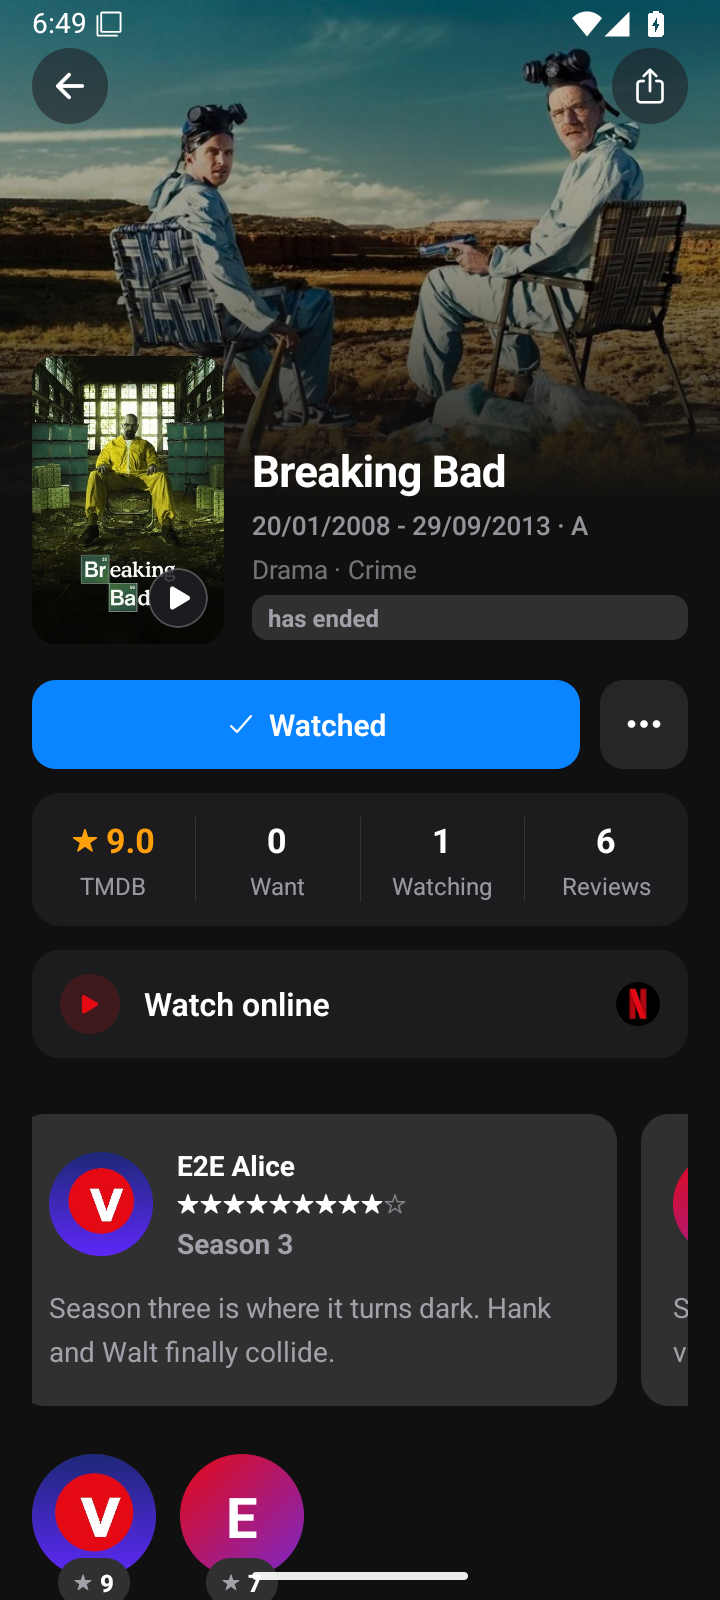 6:49
Breaking Bad
20/01/2008 - 29/09/2013 · A
Drama · Crime
has ended
Breaking
Bad
Watched
9.0
0
1
6
TMDB
Want
Watching
Reviews
Watch online
N
E2E Alice
V
Season 3
Season three is where it turns dark. Hank
and Walt finally collide.
S
v
V
E
9
7